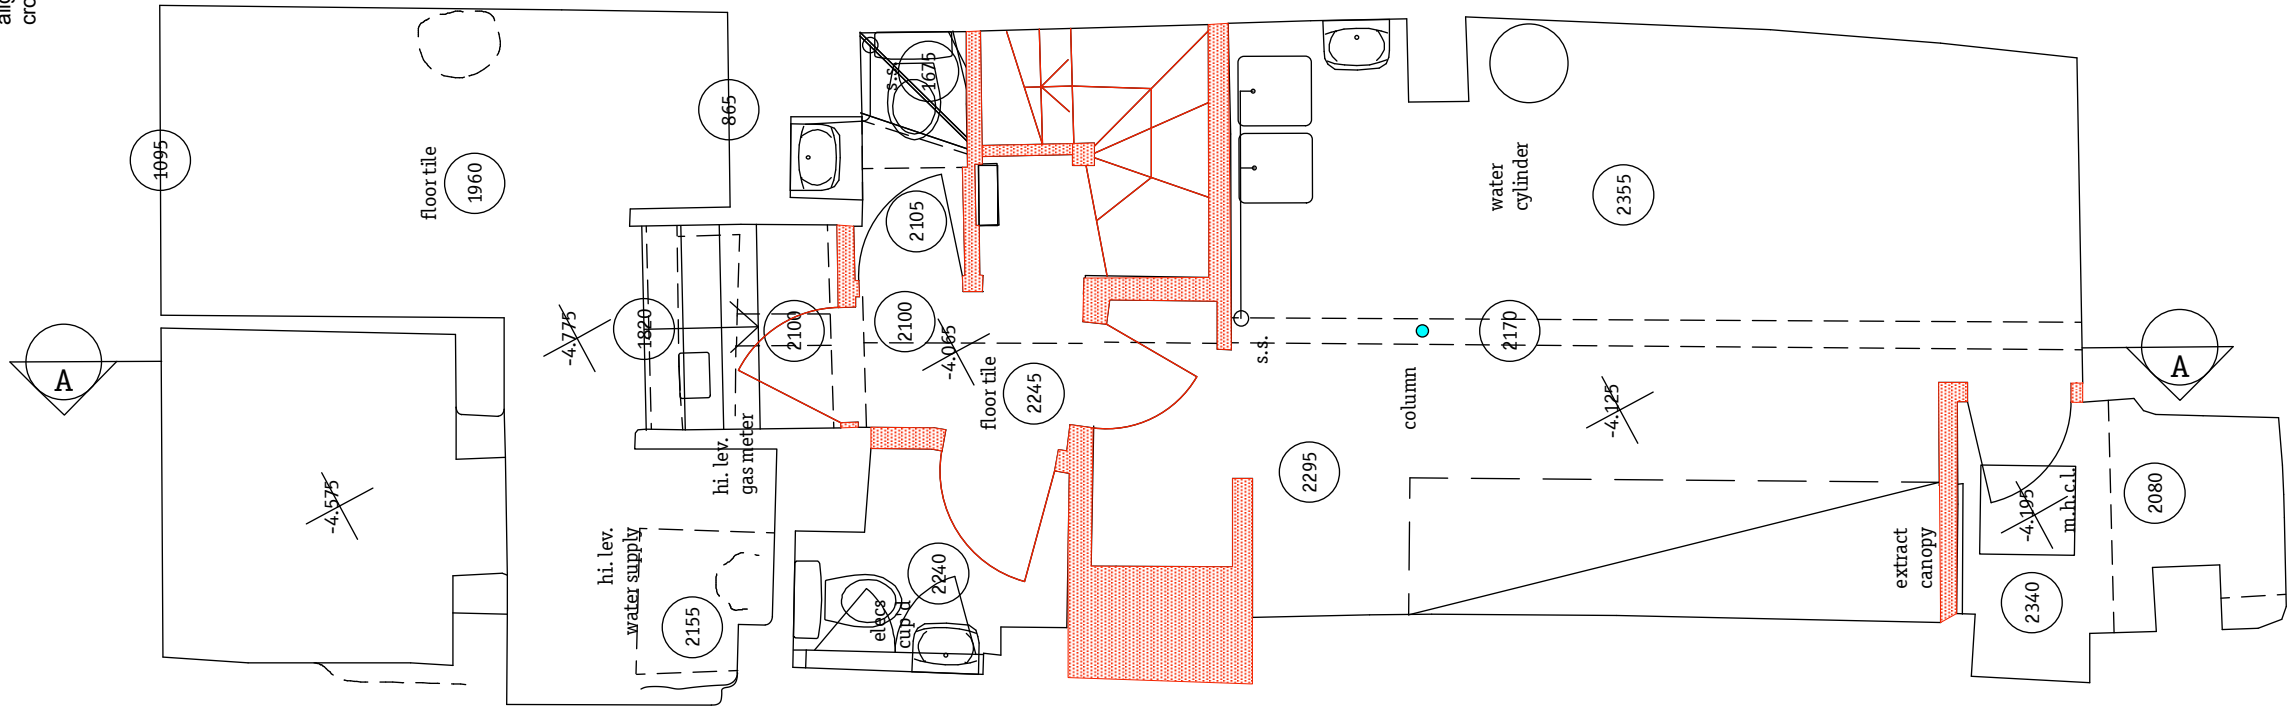 alig
cro
1095
floor tile
1960
865
s.s.
1675
2105
-4.775
1820
2100
2100
-4.065
floor tile
2245
A
-4.575
hi. lev.
gas meter
hi. lev.
water supply
2155
elecs
cup'd
2240
water
cylinder
2355
s.s.
column
2170
-4.125
2295
extract
canopy
-4.195
m.h.c.l.
2080
2340
A